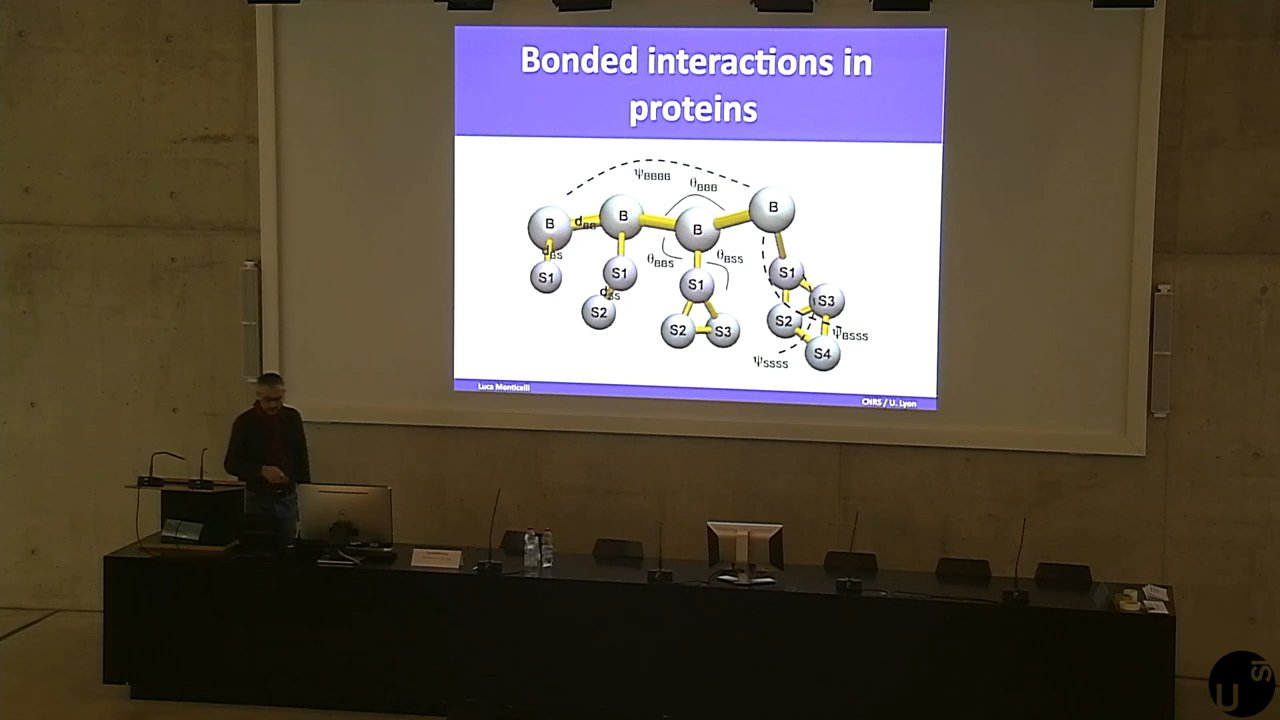 Bonded interactions in
proteins
ψBBBB
θBBB
B
B
B
B
dBB
dBS
θBBS
θBSS
S1
S1
S1
S1
dSS
S2
S2
S3
S2
S3
S4
ψBSSS
ψSSSS
Luca Monticelli
CNRS / U. Lyon
U
SI